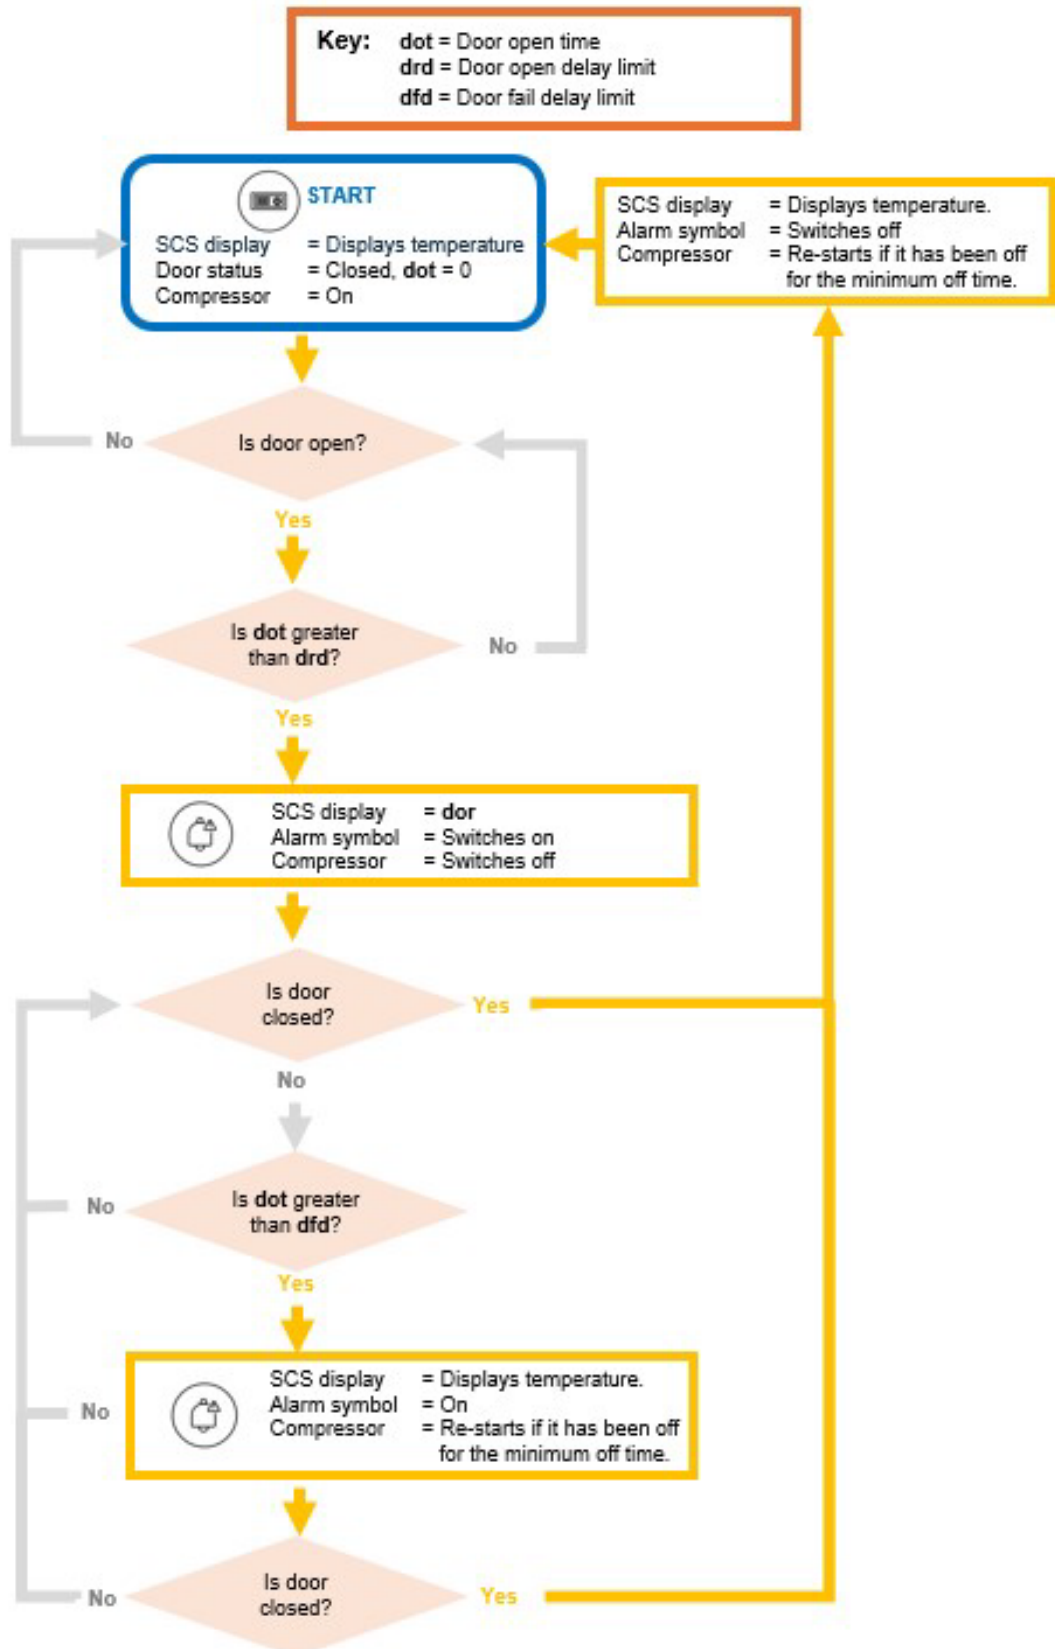 Key: dot = Door open time
drd = Door open delay limit
dfd = Door fail delay limit
START
SCS display = Displays temperature
Door status = Closed, dot = 0
Compressor = On
SCS display = Displays temperature.
Alarm symbol = Switches off
Compressor = Re-starts if it has been off
for the minimum off time.
No
Is door open?
Yes
Is dot greater
than drd?
No
Yes
SCS display = dor
Alarm symbol = Switches on
Compressor = Switches off
Is door
closed?
Yes
No
No
Is dot greater
than dfd?
Yes
SCS display = Displays temperature.
Alarm symbol = On
Compressor = Re-starts if it has been off
for the minimum off time.
No
Is door
closed?
No
Yes